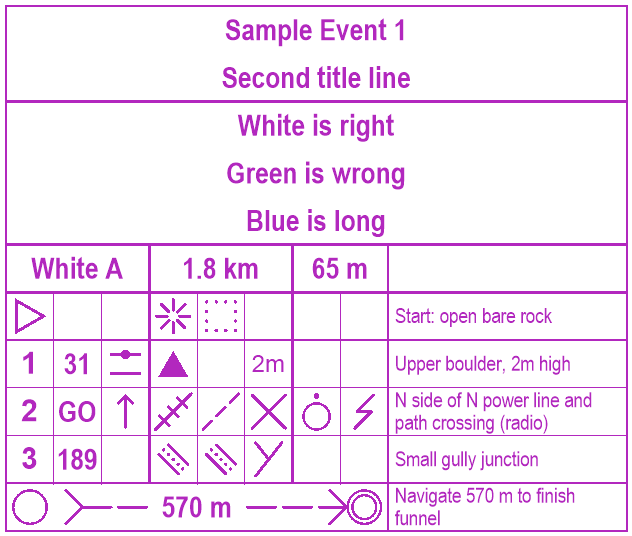 Sample Event 1
Second title line
White is right
Green is wrong
Blue is long
White A 1.8 km 65 m
Start: open bare rock
1 31 2m Upper boulder, 2m high
2 GO N side of N power line and
path crossing (radio)
3 189 Small gully junction
570 m Navigate 570 m to finish
funnel